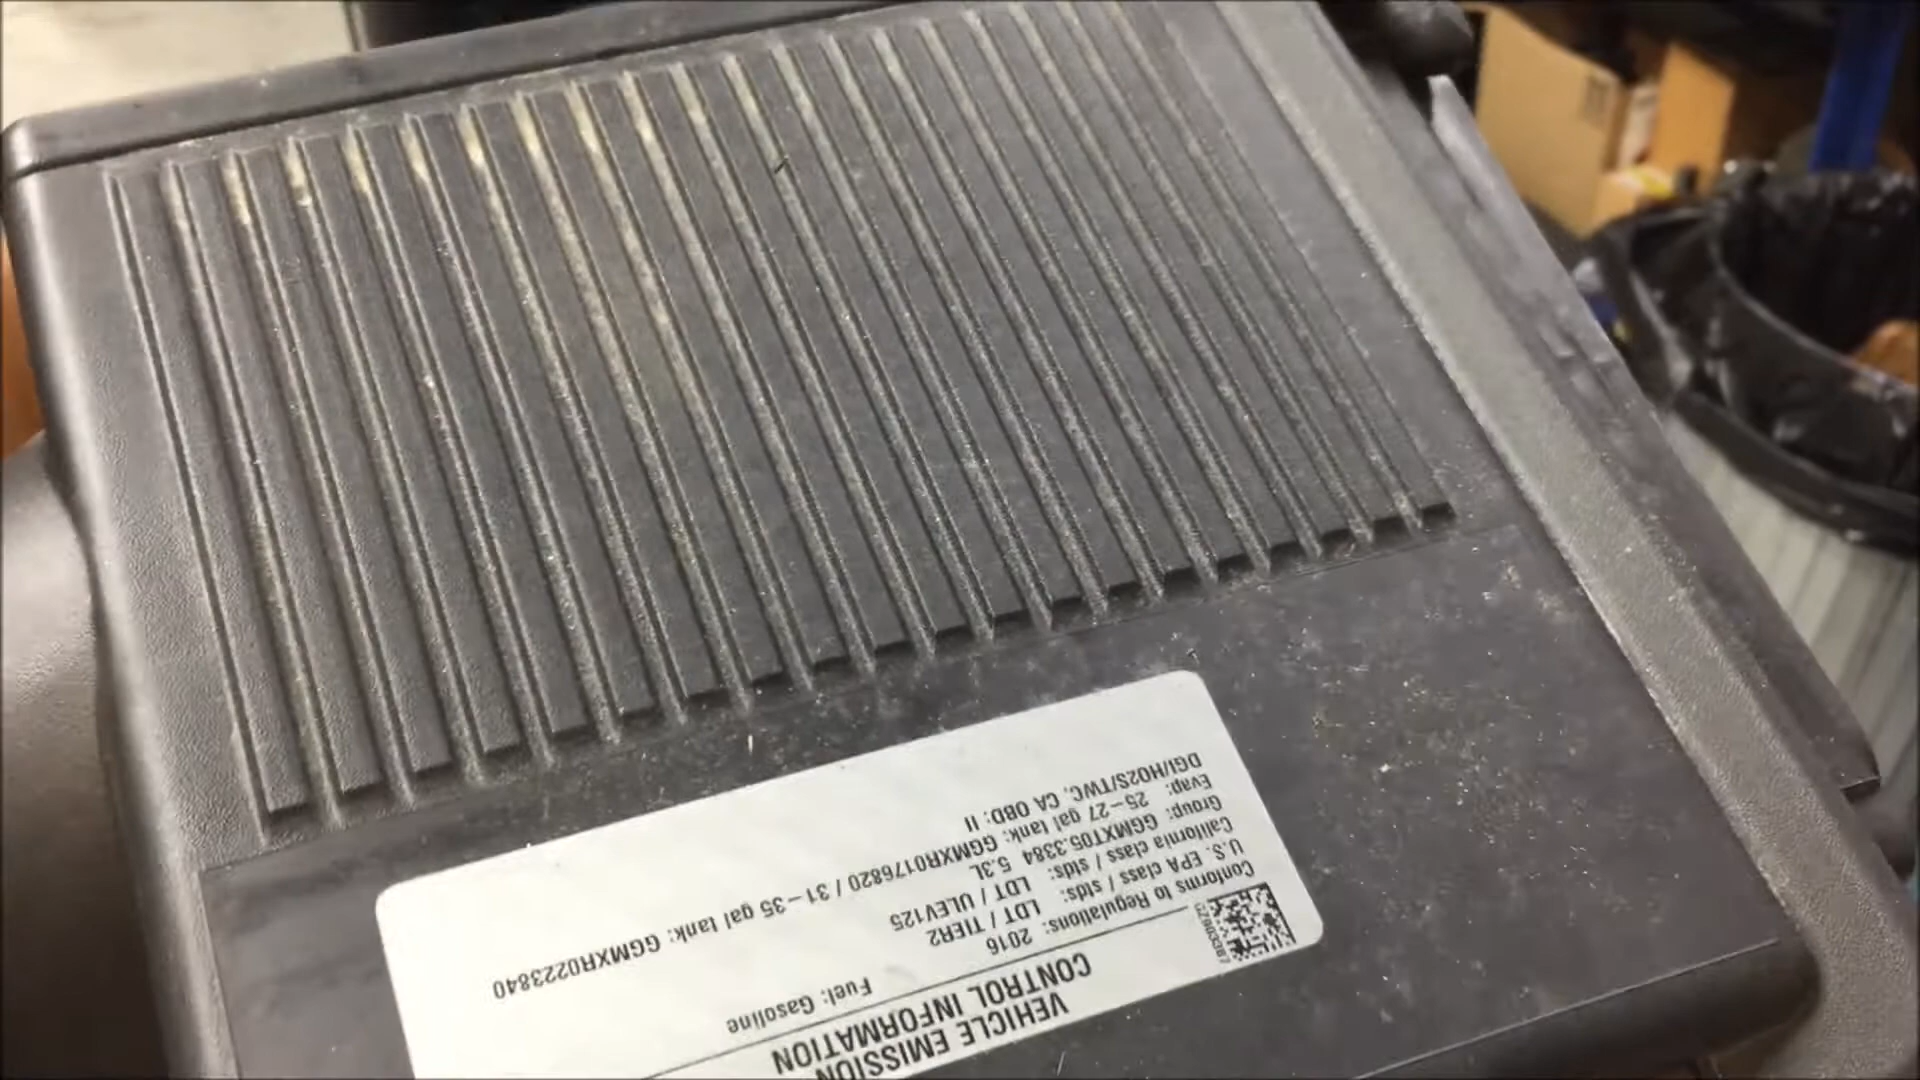 VEHICLE EMISSION
CONTROL INFORMATION
Fuel: Gasoline
Conforms to Regulations: 2016
U.S. EPA class / stds: LDT / TIER2
California class / stds: LDT / ULEV125
Group: GGMXT05.3384 5.3L
Evap: 25-27 gal tank: GGMXR0176820 / 31-35 gal tank: GGMXR0223840
DGI/HO2S/TWC, CA OBD: II